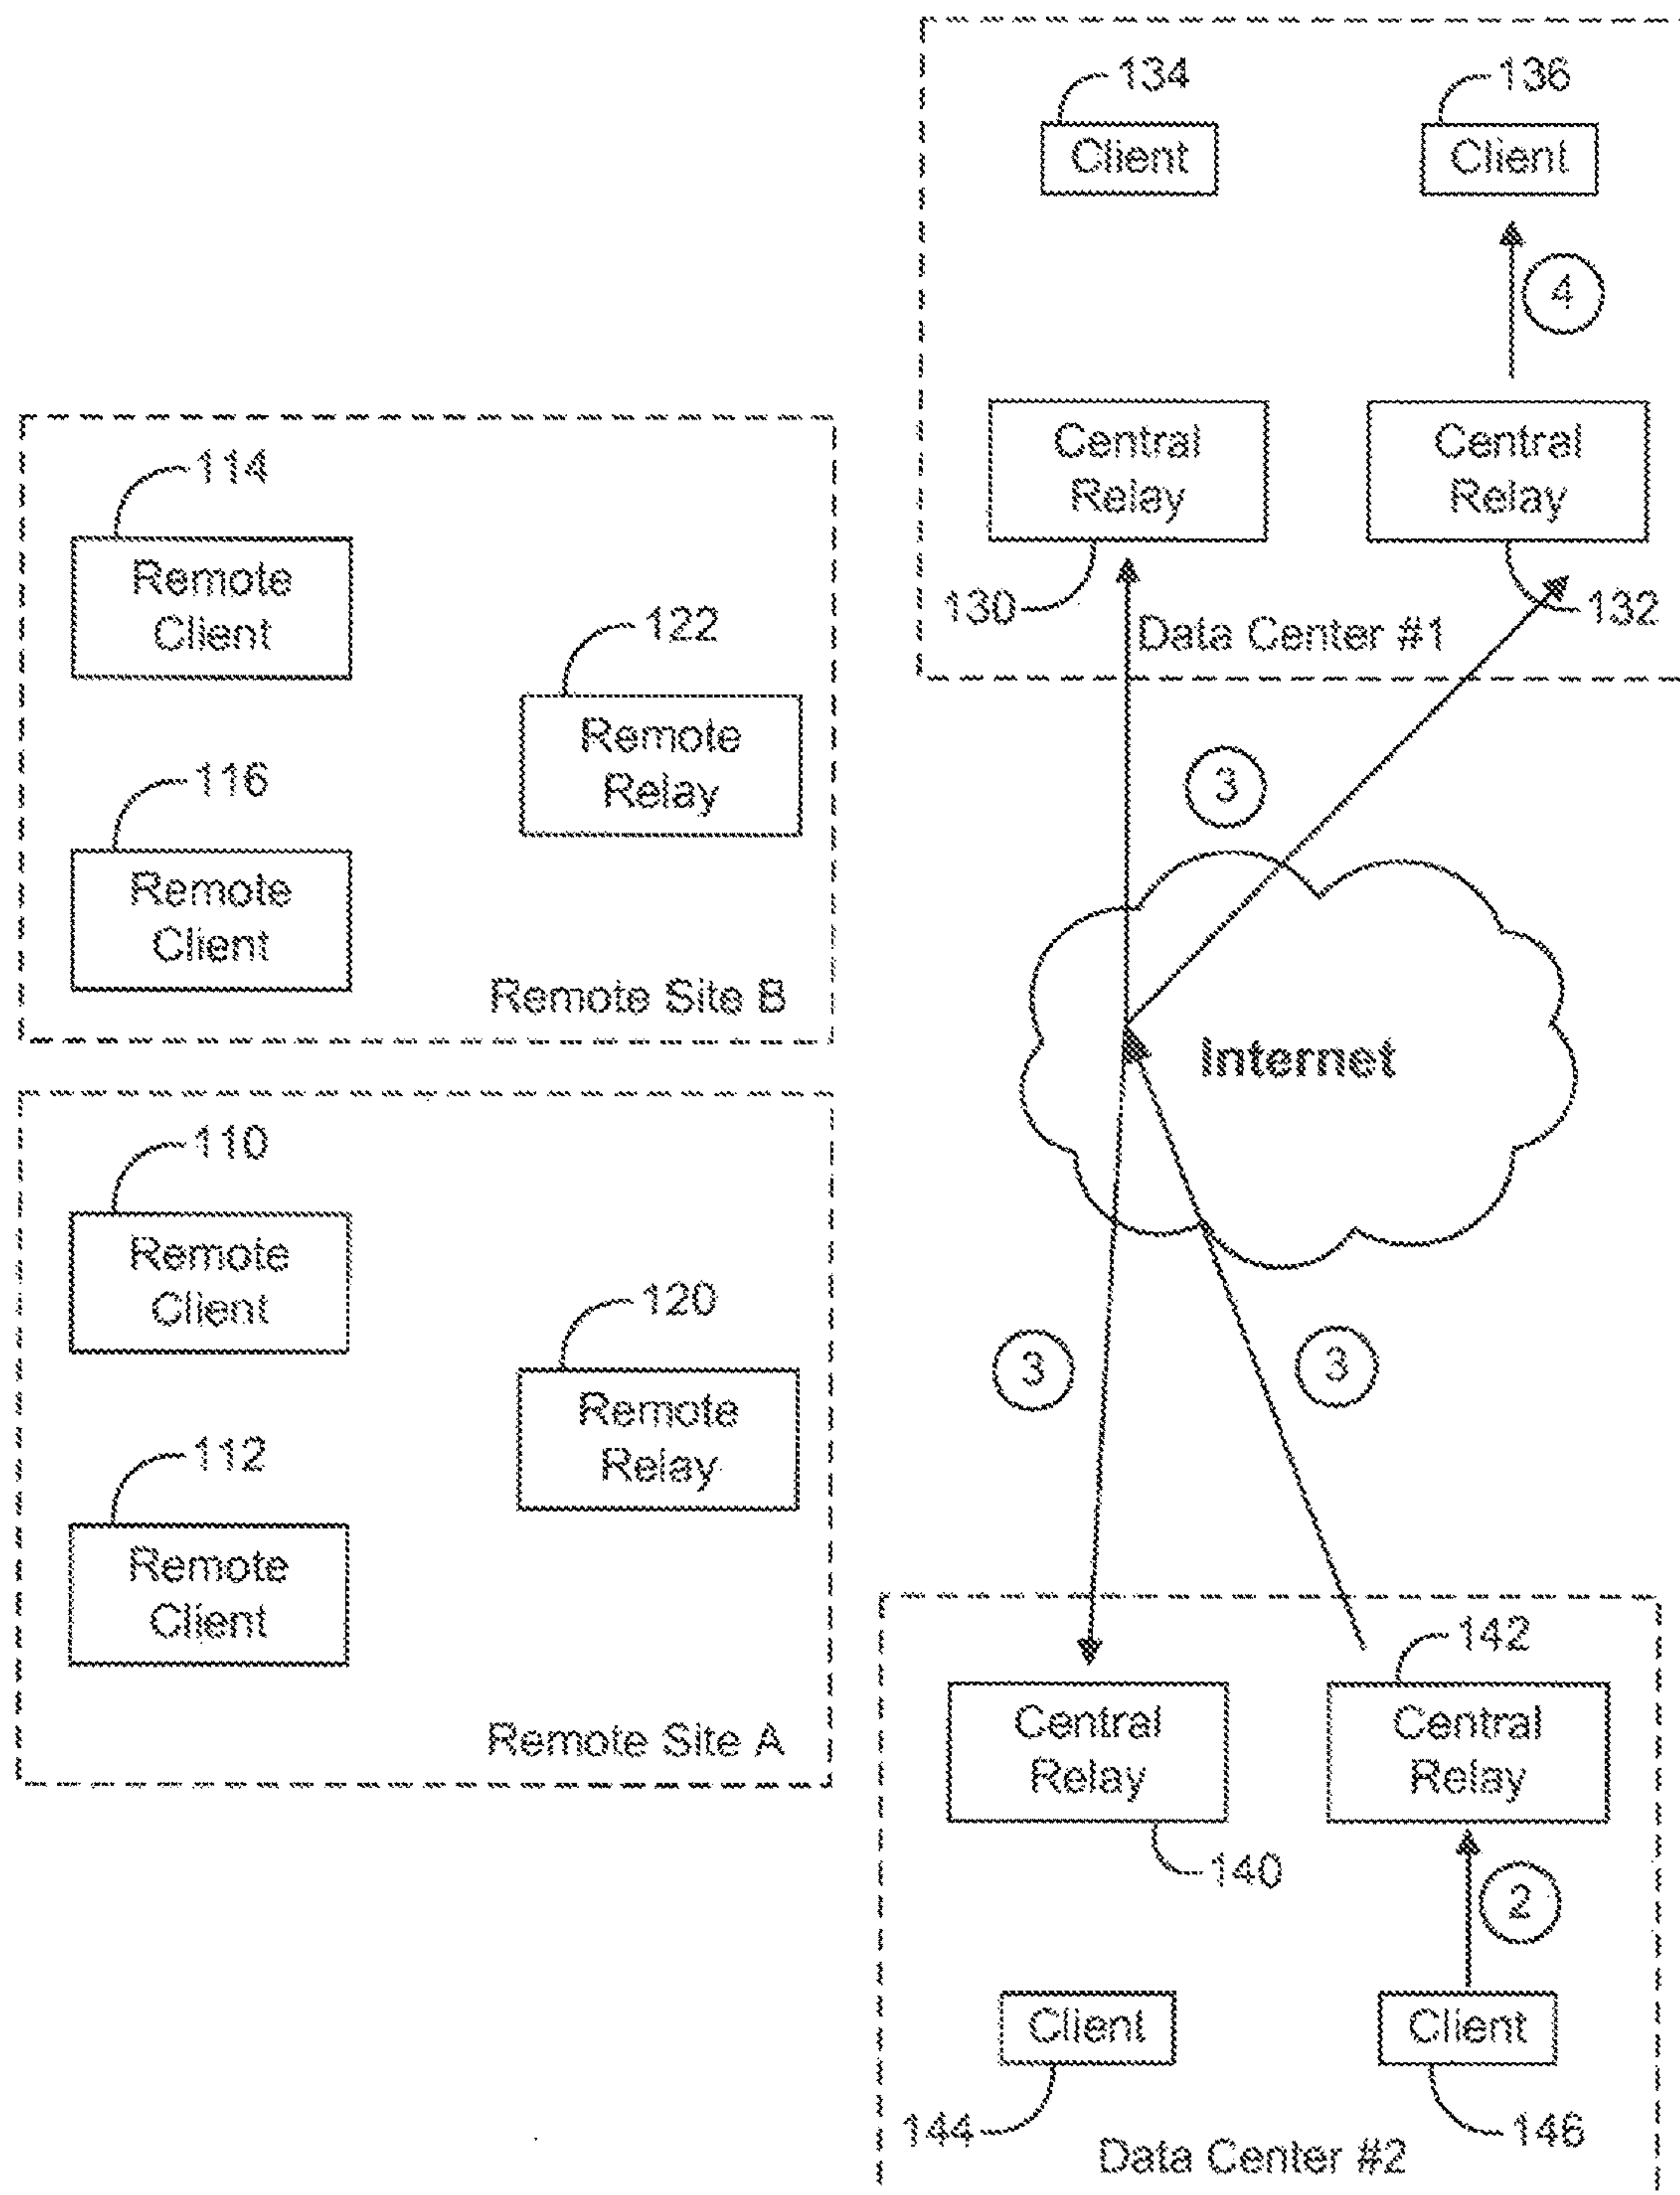 134
136
Client
Client
4
Central
Relay
Central
Relay
130
132
Data Center #1
114
Remote
Client
122
Remote
Relay
116
Remote
Client
Remote Site B
3
Internet
110
Remote
Client
120
Remote
Relay
112
Remote
Client
Remote Site A
3
3
142
Central
Relay
Central
Relay
140
2
Client
Client
144
146
Data Center #2